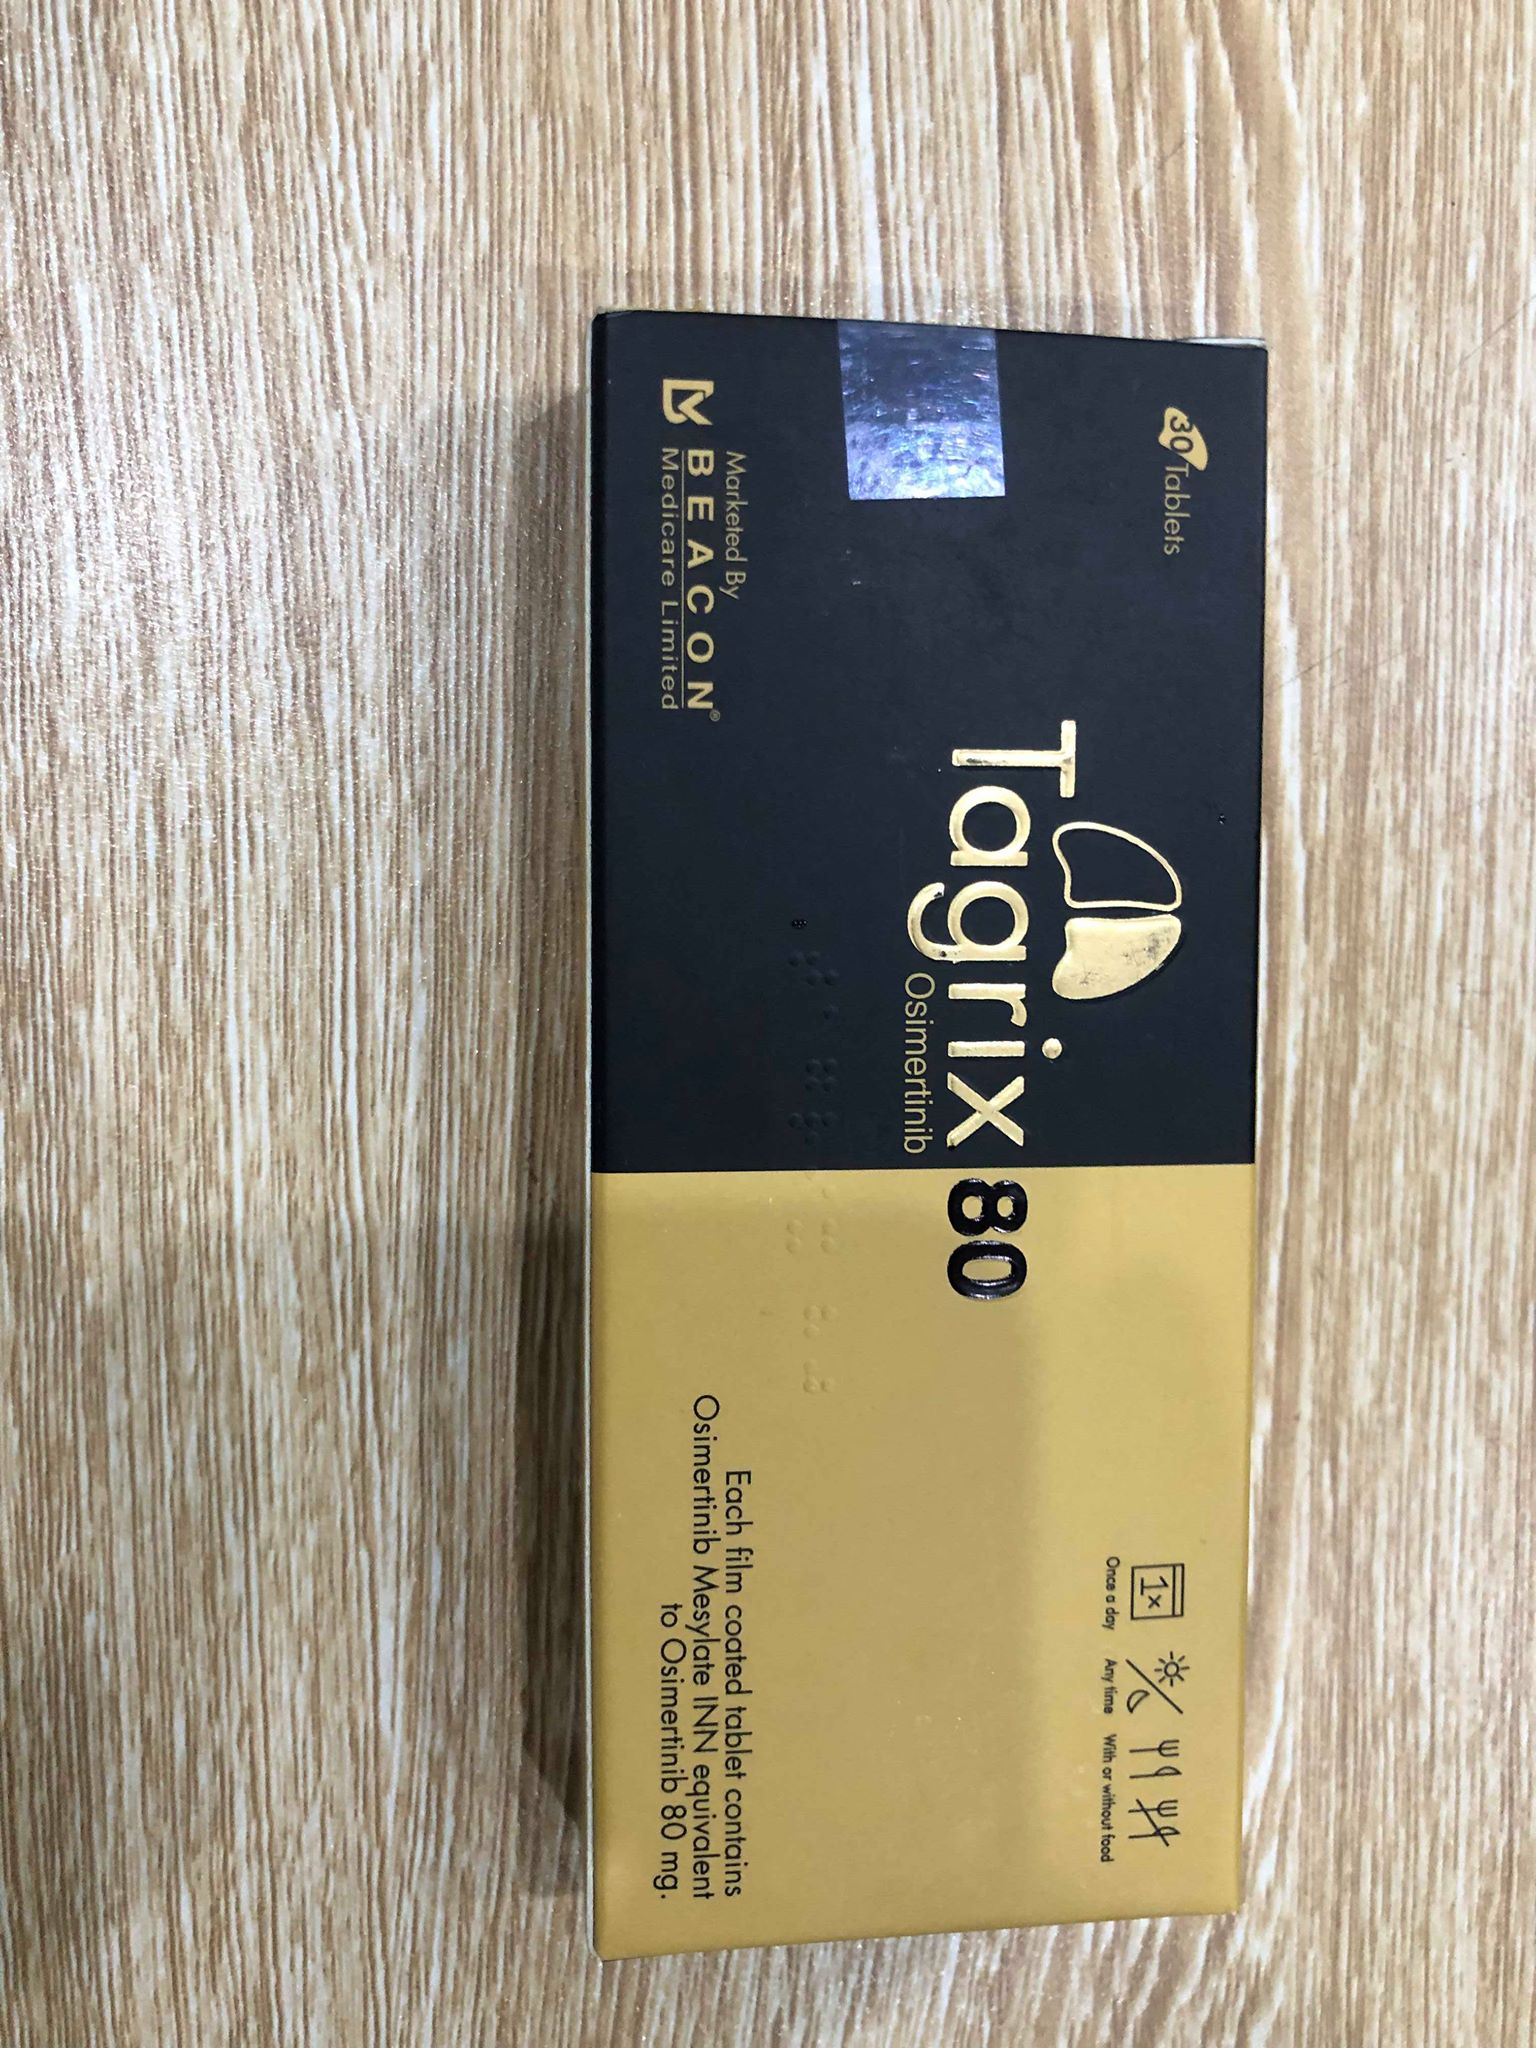 30 Tablets
Tagrix 80
Osimertinib
Marketed By
BEACON®
Medicare Limited
1x
Once a day
Any time
With or without food
Each film coated tablet contains
Osimertinib Mesylate INN equivalent
to Osimertinib 80 mg.